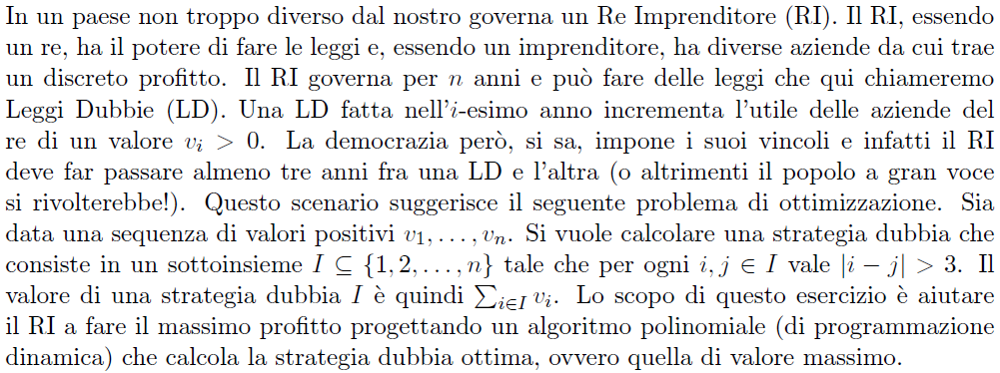 In un paese non troppo diverso dal nostro governa un Re Imprenditore (RI). Il RI, essendo
un re, ha il potere di fare le leggi e, essendo un imprenditore, ha diverse aziende da cui trae
un discreto profitto. Il RI governa per n anni e può fare delle leggi che qui chiameremo
Leggi Dubbie (LD). Una LD fatta nell'i-esimo anno incrementa l'utile delle aziende del
re di un valore v_i > 0. La democrazia però, si sa, impone i suoi vincoli e infatti il RI
deve far passare almeno tre anni fra una LD e l'altra (o altrimenti il popolo a gran voce
si rivolterebbe!). Questo scenario suggerisce il seguente problema di ottimizzazione. Sia
data una sequenza di valori positivi v_1, . . . , v_n. Si vuole calcolare una strategia dubbia che
consiste in un sottoinsieme I ⊆ {1, 2, . . . , n} tale che per ogni i, j ∈ I vale |i − j| > 3. Il
valore di una strategia dubbia I è quindi ∑_{i∈I} v_i. Lo scopo di questo esercizio è aiutare
il RI a fare il massimo profitto progettando un algoritmo polinomiale (di programmazione
dinamica) che calcola la strategia dubbia ottima, ovvero quella di valore massimo.